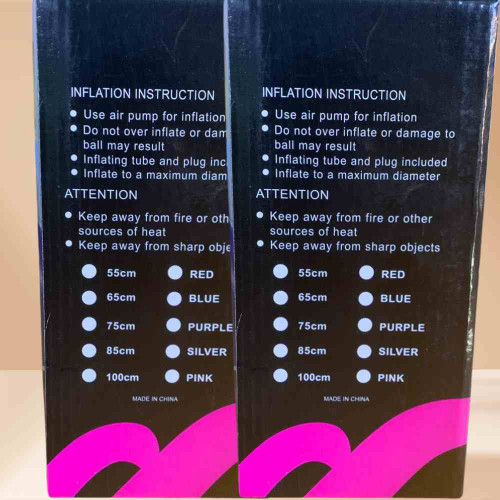 INFLATION INSTRUCTION
Use air pump for inflation
Do not over inflate or dam
ball may result
Inflating tube and plug incl
Inflate to a maximum diam
ATTENTION
Keep away from fire or oth
sources of heat
Keep away from sharp obje
55cm RED
65cm BLUE
75cm PURPLE
85cm SILVER
100cm PINK
MADE IN CHINA
INFLATION INSTRUCTION
Use air pump for inflation
Do not over inflate or damage to
ball may result
Inflating tube and plug included
Inflate to a maximum diameter
ATTENTION
Keep away from fire or other
sources of heat
Keep away from sharp objects
55cm RED
65cm BLUE
75cm PURPLE
85cm SILVER
100cm PINK
MADE IN CHINA